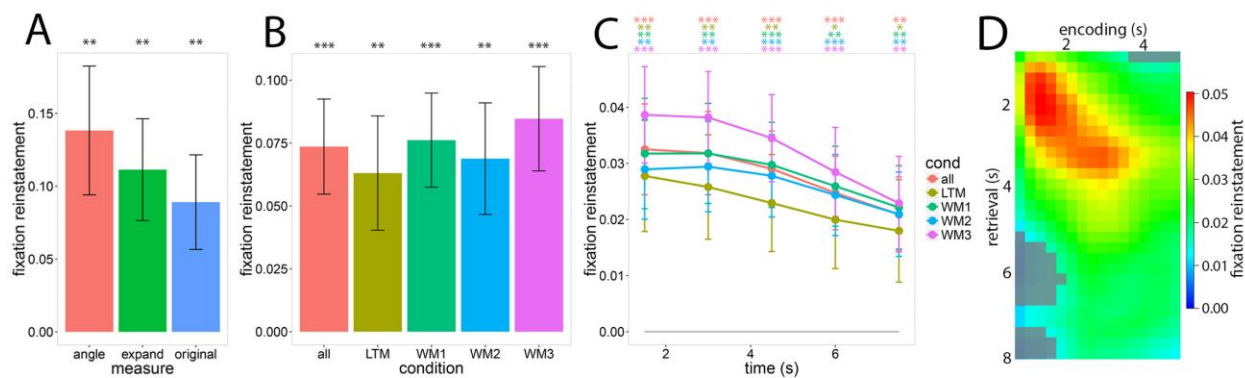 A
** ** **
fixation reinstatement
0.15
0.10
0.05
0.00
angle expand original
measure
B
*** ** *** ** ***
fixation reinstatement
0.100
0.075
0.050
0.025
0.000
all LTM WM1 WM2 WM3
condition
C
*** *** *** *** **
** ** * * *
** ** ** ** **
*** ** *** *** **
*** *** *** *** **
fixation reinstatement
0.04
0.03
0.02
0.01
0.00
2 4 6
time (s)
cond
all
LTM
WM1
WM2
WM3
D
encoding (s)
2 4
retrieval (s)
2
4
6
8
0.05
0.04
0.03
0.02
0.01
0.00
fixation reinstatement